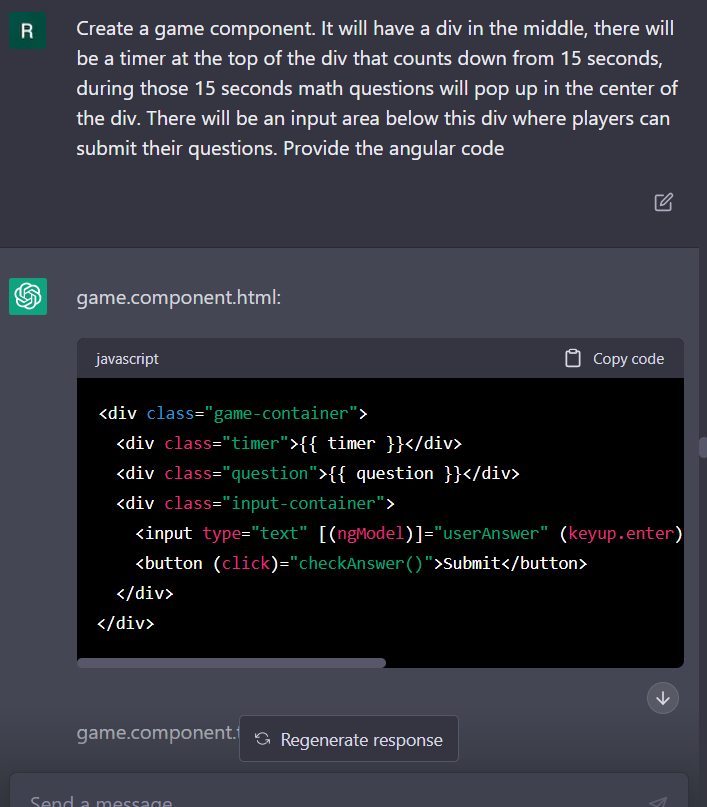 R
Create a game component. It will have a div in the middle, there will
be a timer at the top of the div that counts down from 15 seconds,
during those 15 seconds math questions will pop up in the center of
the div. There will be an input area below this div where players can
submit their questions. Provide the angular code
game.component.html:
javascript Copy code
<div class="game-container">
  <div class="timer">{{ timer }}</div>
  <div class="question">{{ question }}</div>
  <div class="input-container">
    <input type="text" [(ngModel)]="userAnswer" (keyup.enter)
    <button (click)="checkAnswer()">Submit</button>
  </div>
</div>
game.component.
Regenerate response
Send a message